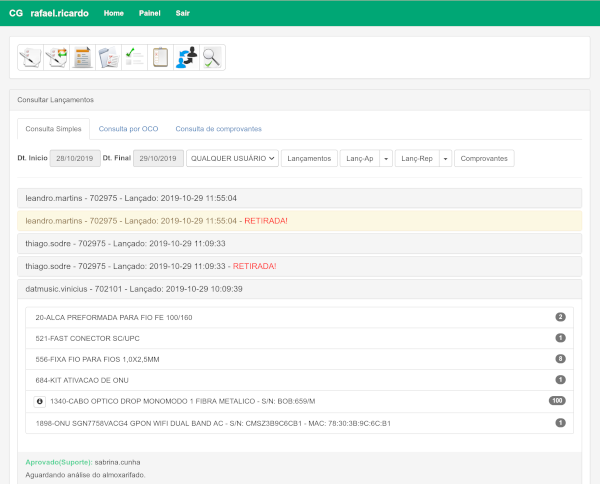 CG rafael.ricardo Home Painel Sair
Consultar Lançamentos
Consulta Simples Consulta por OCO Consulta de comprovantes
Dt. Início 28/10/2019 Dt. Final 29/10/2019 QUALQUER USUÁRIO Lançamentos Lanç-Ap Lanç-Rep Comprovantes
leandro.martins - 702975 - Lançado: 2019-10-29 11:55:04
leandro.martins - 702975 - Lançado: 2019-10-29 11:55:04 - RETIRADA!
thiago.sodre - 702975 - Lançado: 2019-10-29 11:09:33
thiago.sodre - 702975 - Lançado: 2019-10-29 11:09:33 - RETIRADA!
datmusic.vinicius - 702101 - Lançado: 2019-10-29 10:09:39
20-ALCA PREFORMADA PARA FIO FE 100/160 2
521-FAST CONECTOR SC/UPC 1
556-FIXA FIO PARA FIOS 1,0X2,5MM 8
684-KIT ATIVACAO DE ONU 1
1340-CABO OPTICO DROP MONOMODO 1 FIBRA METALICO - S/N: BOB:659/M 100
1898-ONU SGN7758VACG4 GPON WIFI DUAL BAND AC - S/N: CMSZ3B9C6CB1 - MAC: 78:30:3B:9C:6C:B1 1
Aprovado(Suporte): sabrina.cunha
Aguardando análise do almoxarifado.